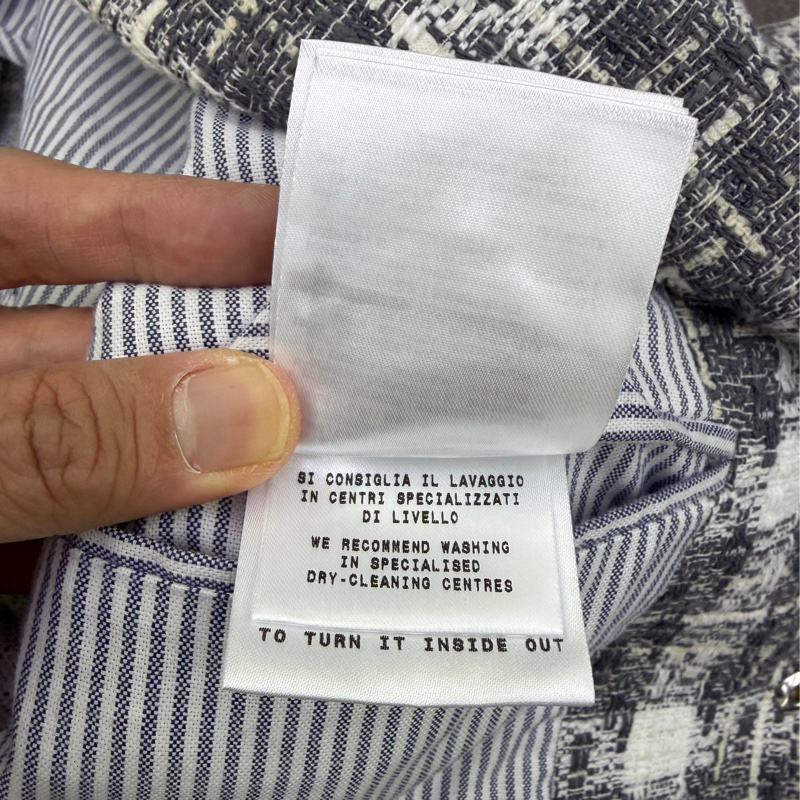 SI CONSIGLIA IL LAVAGGIO
IN CENTRI SPECIALIZZATI
DI LIVELLO
WE RECOMMEND WASHING
IN SPECIALISED
DRY-CLEANING CENTRES
TO TURN IT INSIDE OUT